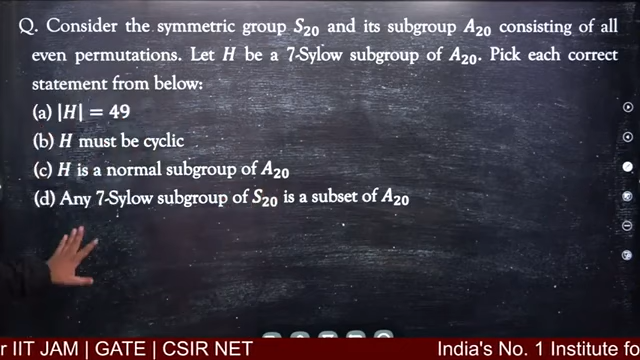 Q. Consider the symmetric group S₂₀ and its subgroup A₂₀ consisting of all
even permutations. Let H be a 7-Sylow subgroup of A₂₀. Pick each correct
statement from below:
(a) |H| = 49
(b) H must be cyclic
(c) H is a normal subgroup of A₂₀
(d) Any 7-Sylow subgroup of S₂₀ is a subset of A₂₀
r IIT JAM | GATE | CSIR NET India's No. 1 Institute fo